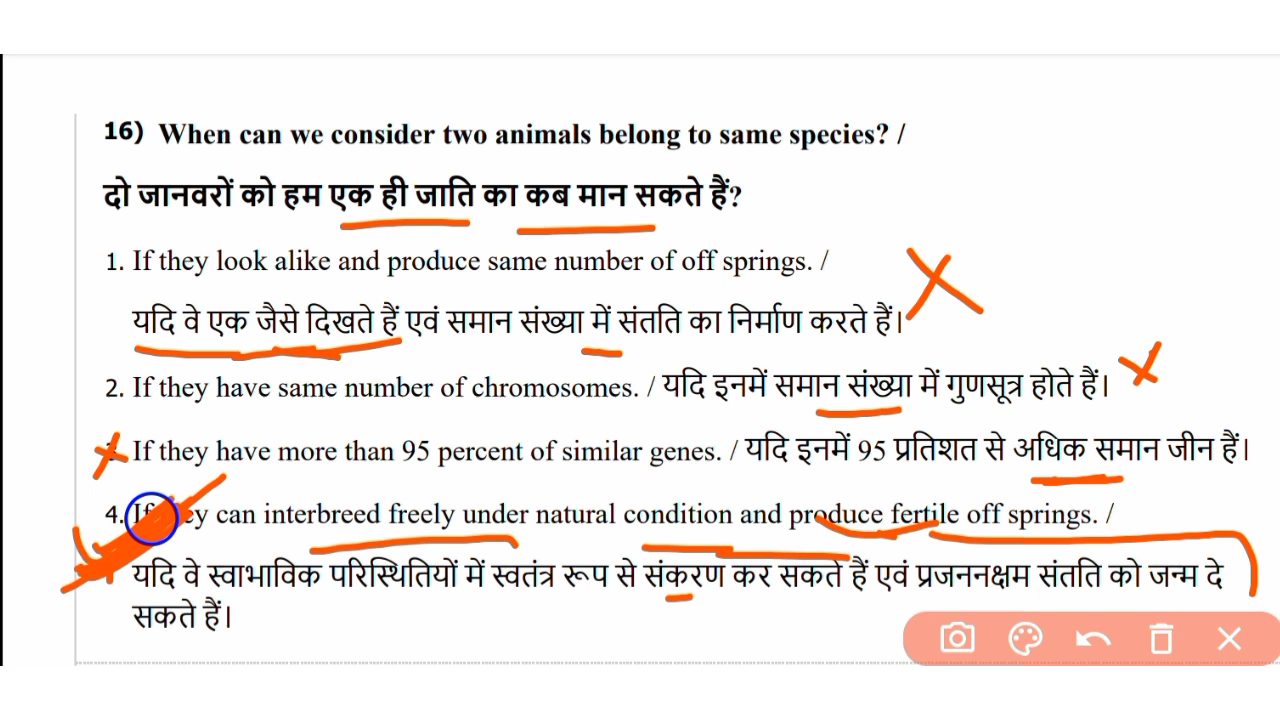 16) When can we consider two animals belong to same species? /
दो जानवरों को हम एक ही जाति का कब मान सकते हैं?
1. If they look alike and produce same number of off springs. /
यदि वे एक जैसे दिखते हैं एवं समान संख्या में संतति का निर्माण करते हैं।
2. If they have same number of chromosomes. / यदि इनमें समान संख्या में गुणसूत्र होते हैं।
If they have more than 95 percent of similar genes. / यदि इनमें 95 प्रतिशत से अधिक समान जीन हैं।
4. If they can interbreed freely under natural condition and produce fertile off springs. /
यदि वे स्वाभाविक परिस्थितियों में स्वतंत्र रूप से संकरण कर सकते हैं एवं प्रजननक्षम संतति को जन्म दे
सकते हैं।